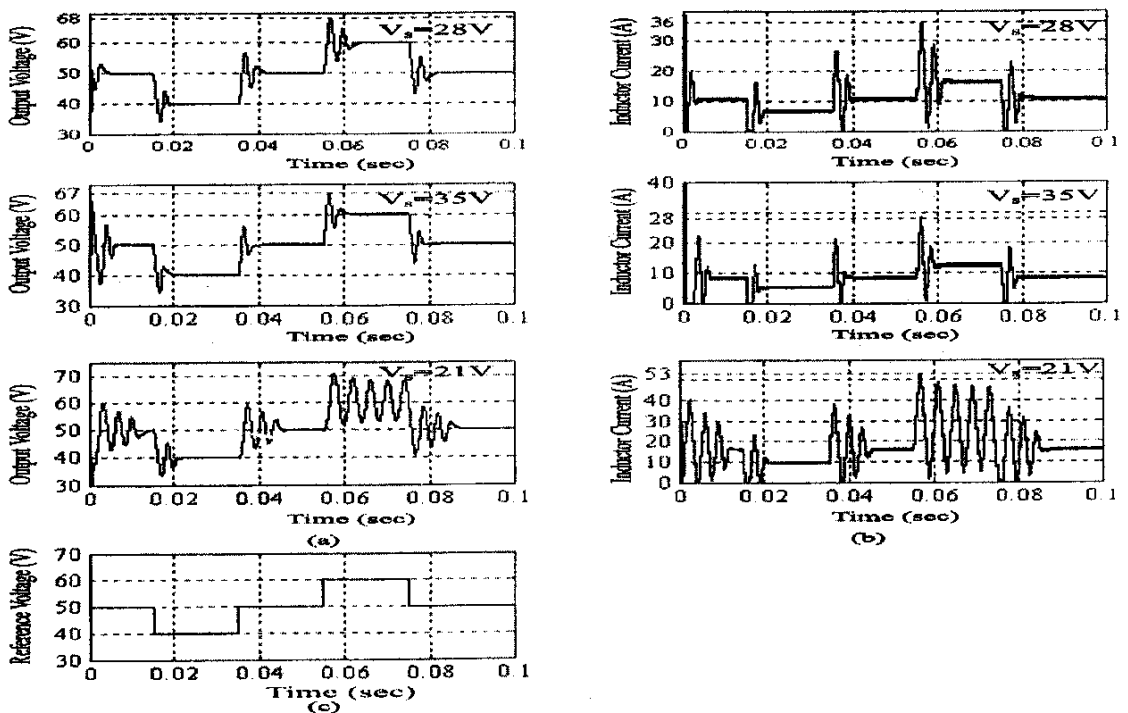 Output Voltage (V)
68
60
50
40
30
V_s=28V
0 0.02 0.04 0.06 0.08 0.1
Time (sec)
Inductor Current (A)
36
30
20
10
0
V_s=28V
0 0.02 0.04 0.06 0.08 0.1
Time (sec)
Output Voltage (V)
67
60
50
40
30
V_s=35V
0 0.02 0.04 0.06 0.08 0.1
Time (sec)
Inductor Current (A)
40
28
20
10
0
V_s=35V
0 0.02 0.04 0.06 0.08 0.1
Time (sec)
Output Voltage (V)
70
60
50
40
30
V_s=21V
0 0.02 0.04 0.06 0.08 0.1
Time (sec)
(a)
Inductor Current (A)
53
40
30
20
10
0
V_s=21V
0 0.02 0.04 0.06 0.08 0.1
Time (sec)
(b)
Reference Voltage (V)
70
60
50
40
30
0 0.02 0.04 0.06 0.08 0.1
Time (sec)
(c)